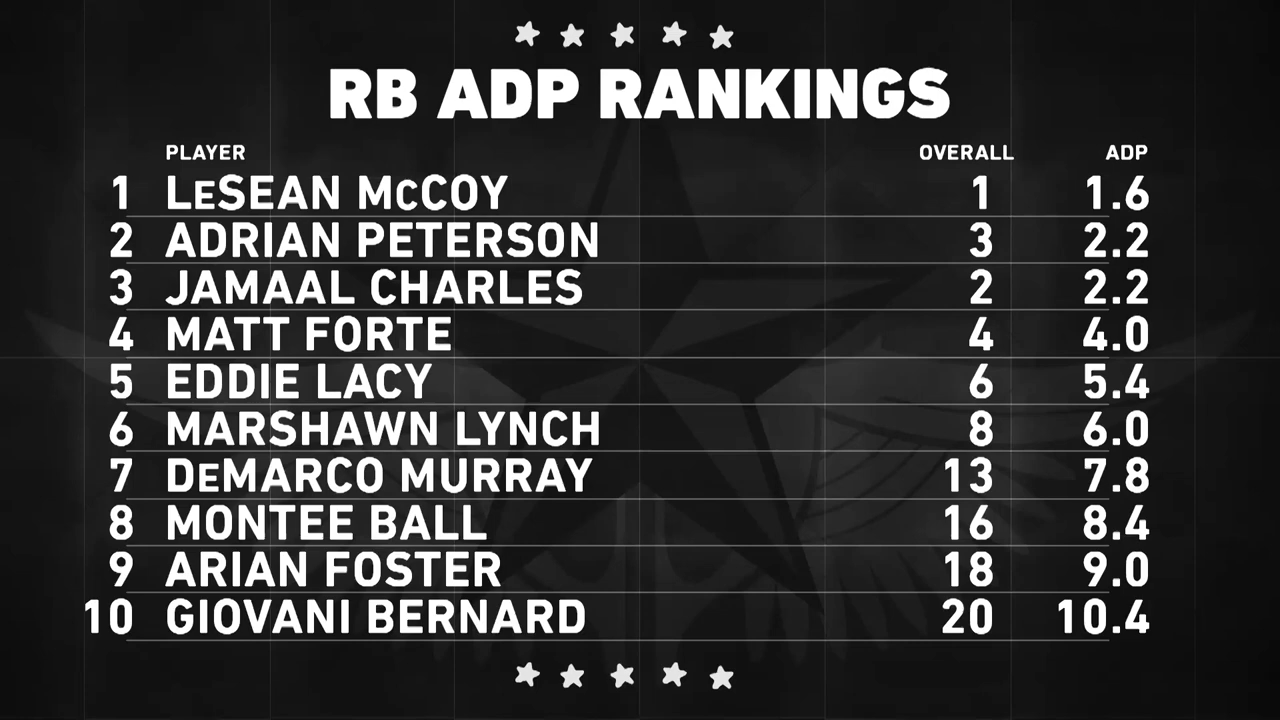 RB ADP RANKINGS
PLAYER OVERALL ADP
1 LeSEAN McCOY 1 1.6
2 ADRIAN PETERSON 3 2.2
3 JAMAAL CHARLES 2 2.2
4 MATT FORTE 4 4.0
5 EDDIE LACY 6 5.4
6 MARSHAWN LYNCH 8 6.0
7 DeMARCO MURRAY 13 7.8
8 MONTEE BALL 16 8.4
9 ARIAN FOSTER 18 9.0
10 GIOVANI BERNARD 20 10.4